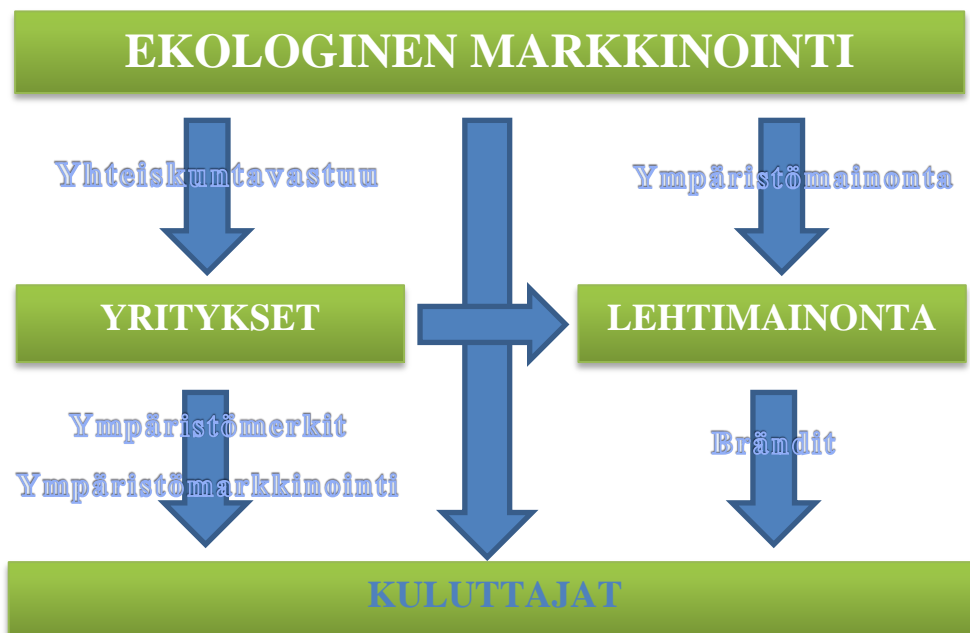 EKOLOGINEN MARKKINOINTI
Yhteiskuntavastuu
Ympäristömainonta
YRITYKSET
LEHTIMAINONTA
Ympäristömerkit
Brändit
Ympäristömarkkinointi
KULUTTAJAT